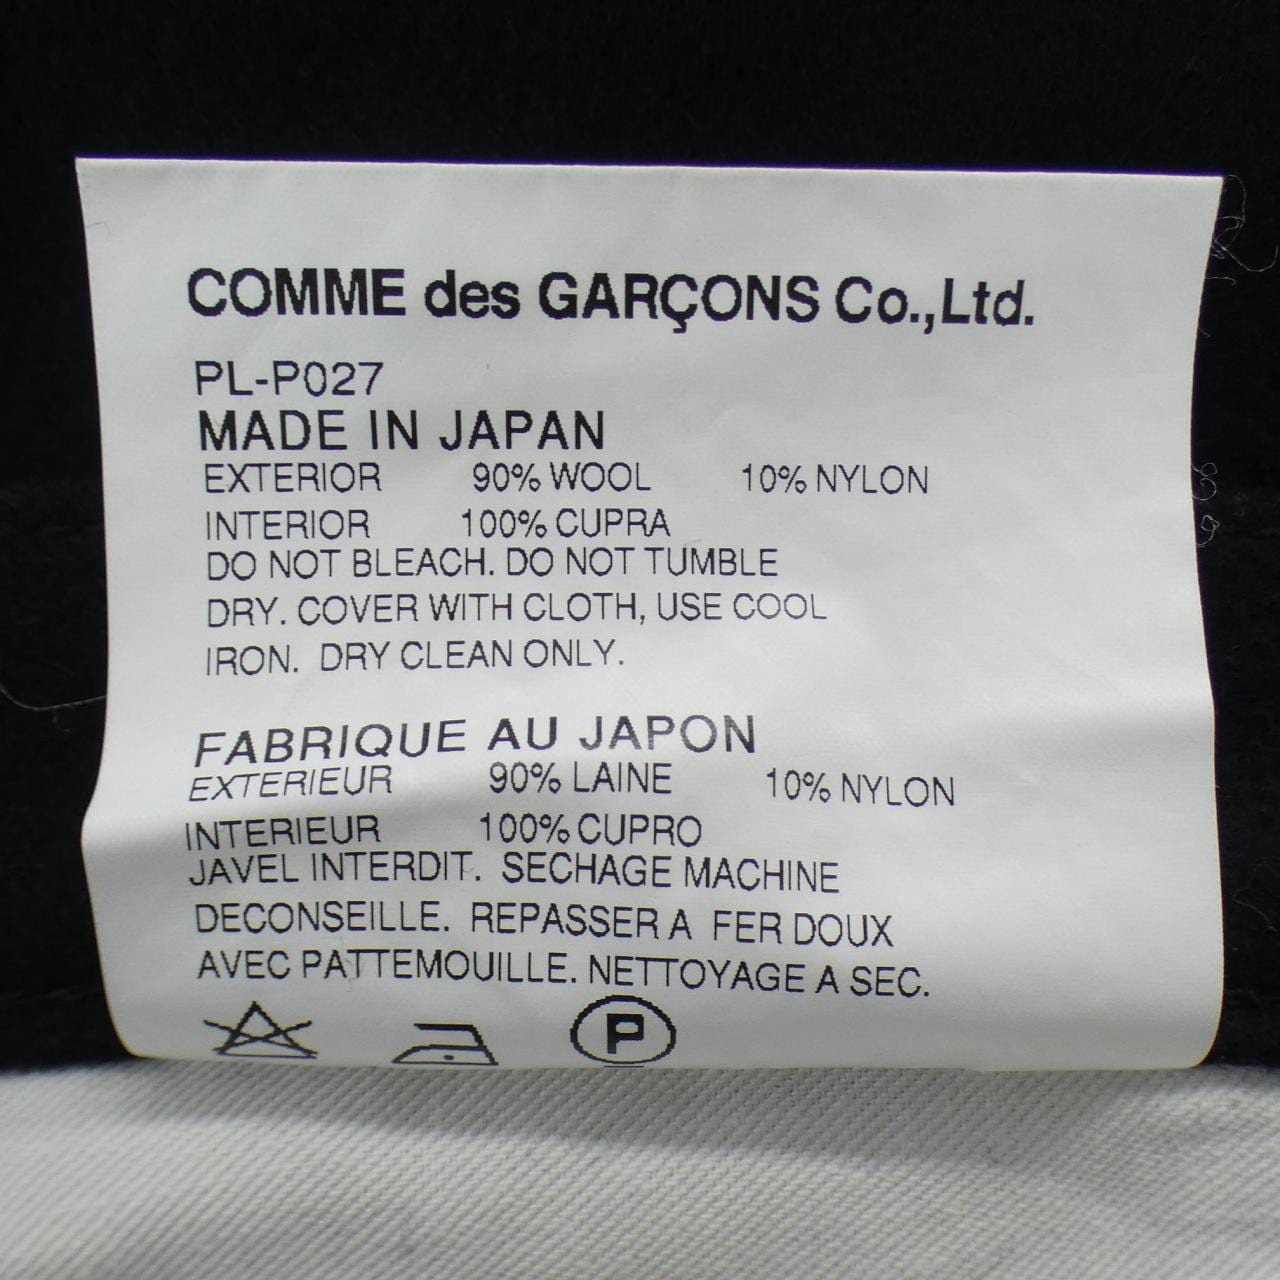 COMME des GARÇONS Co.,Ltd.
PL-P027
MADE IN JAPAN
EXTERIOR 90% WOOL 10% NYLON
INTERIOR 100% CUPRA
DO NOT BLEACH. DO NOT TUMBLE
DRY. COVER WITH CLOTH, USE COOL
IRON. DRY CLEAN ONLY.
FABRIQUE AU JAPON
EXTERIEUR 90% LAINE 10% NYLON
INTERIEUR 100% CUPRO
JAVEL INTERDIT. SECHAGE MACHINE
DECONSEILLE. REPASSER A FER DOUX
AVEC PATTEMOUILLE. NETTOYAGE A SEC.
P